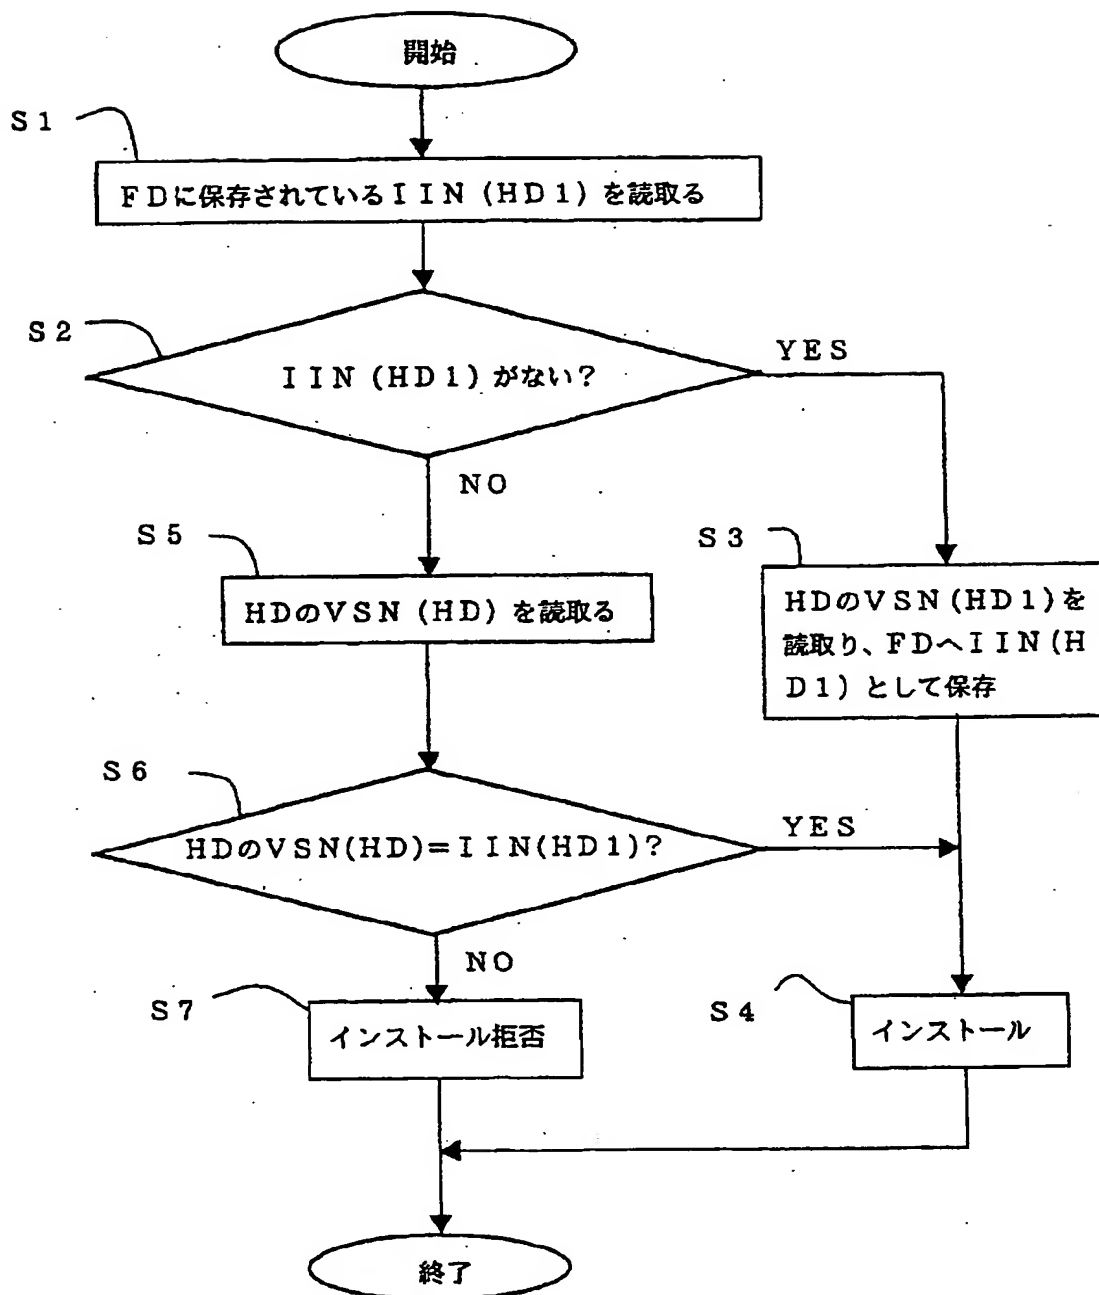 開始
S1
FDに保存されているIIN(HD1)を読取る
S2
IIN(HD1)がない?
YES
NO
S5
HDのVSN(HD)を読取る
S3
HDのVSN(HD1)を
読取り、FDへIIN(H
D1)として保存
S6
HDのVSN(HD)=IIN(HD1)?
YES
NO
S7
インストール拒否
S4
インストール
終了